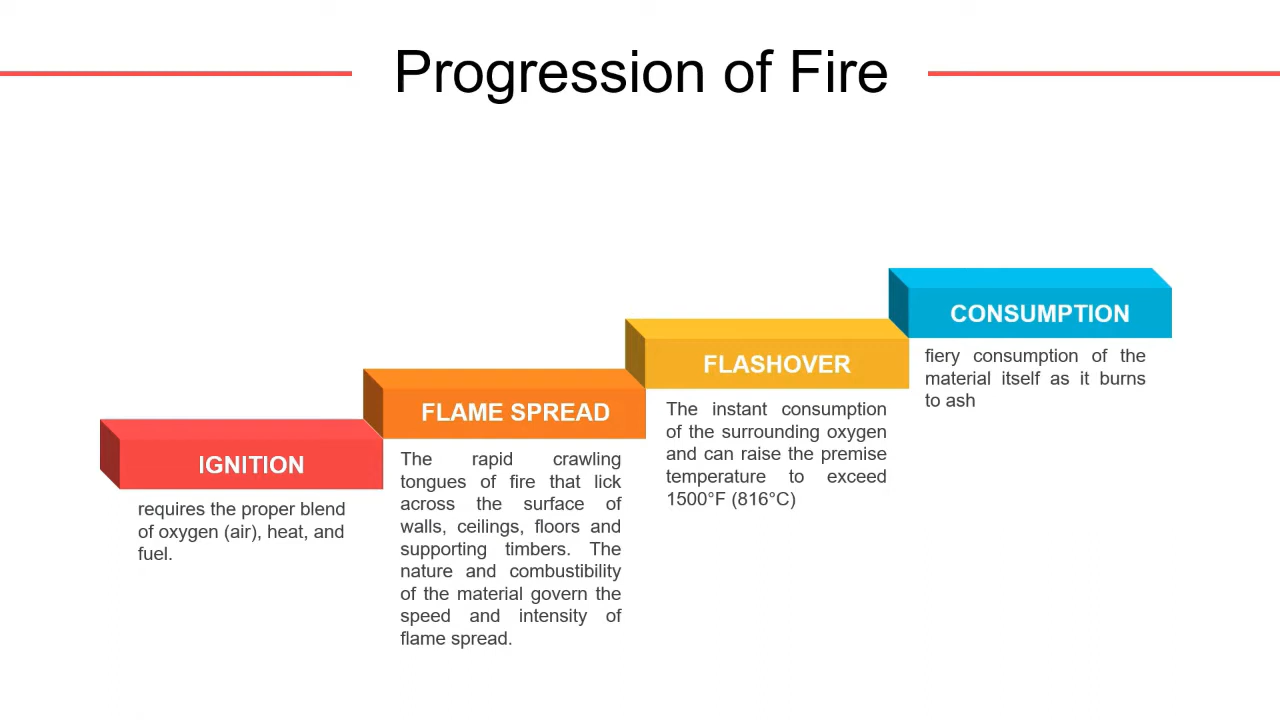 Progression of Fire
IGNITION
requires the proper blend
of oxygen (air), heat, and
fuel.
FLAME SPREAD
The rapid crawling
tongues of fire that lick
across the surface of
walls, ceilings, floors and
supporting timbers. The
nature and combustibility
of the material govern the
speed and intensity of
flame spread.
FLASHOVER
The instant consumption
of the surrounding oxygen
and can raise the premise
temperature to exceed
1500°F (816°C)
CONSUMPTION
fiery consumption of the
material itself as it burns
to ash